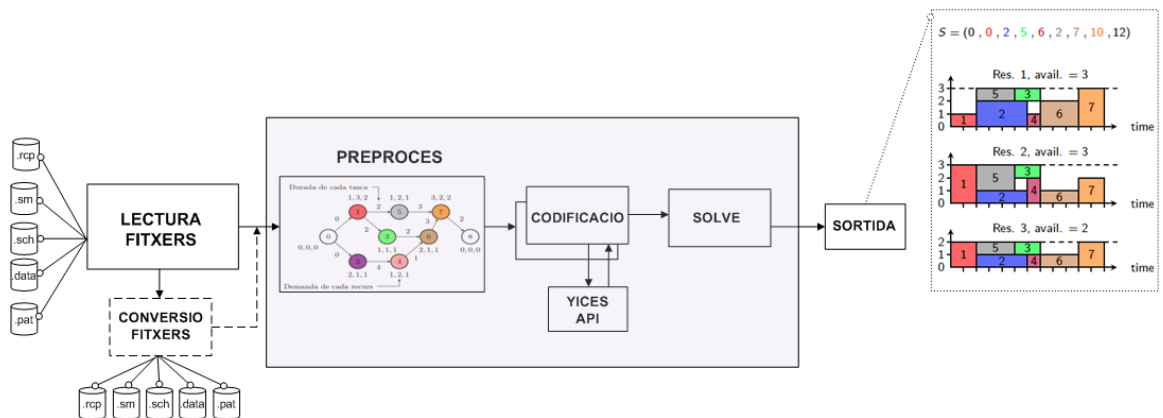 .rcp
.sm
.sch
.data
.pat
LECTURA
FITXERS
CONVERSIO
FITXERS
.rcp
.sm
.sch
.data
.pat
PREPROCES
Durada de cada tasca
1, 3, 2
1, 2, 1
3, 2, 2
0
2
3
2
1
5
7
2
2
3
0
3
6
8
0, 0, 0
1, 1, 1
2, 1, 1
0, 0, 0
0
4
1
2
4
2, 1, 1
1, 2, 1
Demanda de cada recurs
CODIFICACIO
YICES
API
SOLVE
SORTIDA
S = (0 , 0 , 2 , 5 , 6 , 2 , 7 , 10 , 12)
Res. 1, avail. = 3
3
2
1
0
1
5
2
3
4
6
7
time
Res. 2, avail. = 3
3
2
1
0
1
5
2
3
4
6
7
time
Res. 3, avail. = 2
2
1
0
1
5
2
3
4
6
7
time